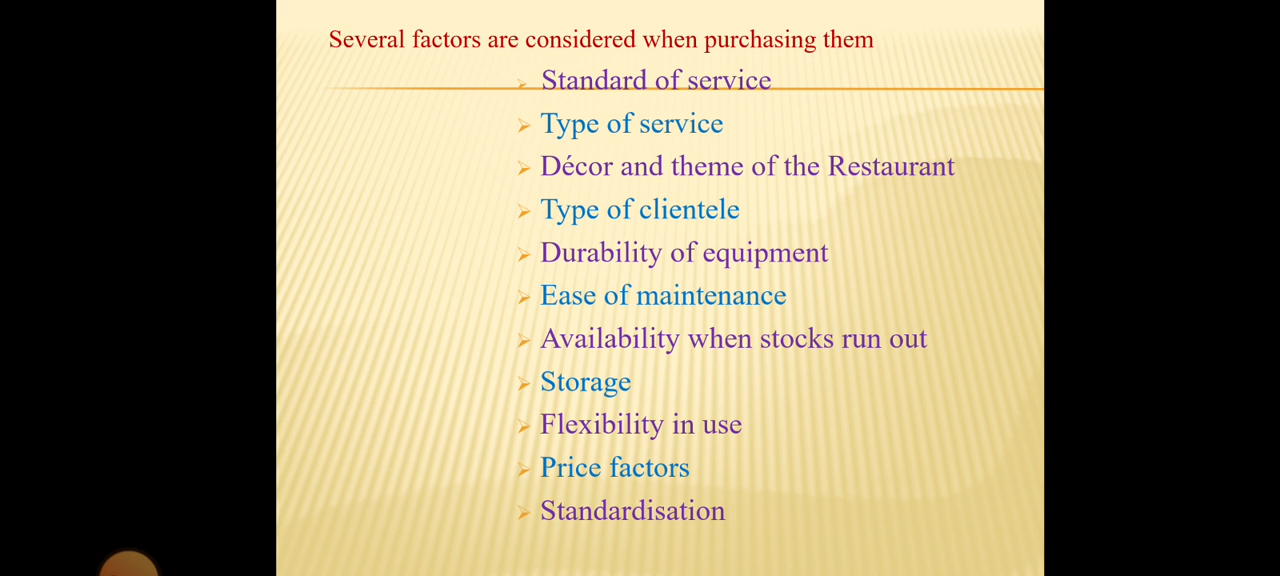 Several factors are considered when purchasing them
Standard of service
Type of service
Décor and theme of the Restaurant
Type of clientele
Durability of equipment
Ease of maintenance
Availability when stocks run out
Storage
Flexibility in use
Price factors
Standardisation